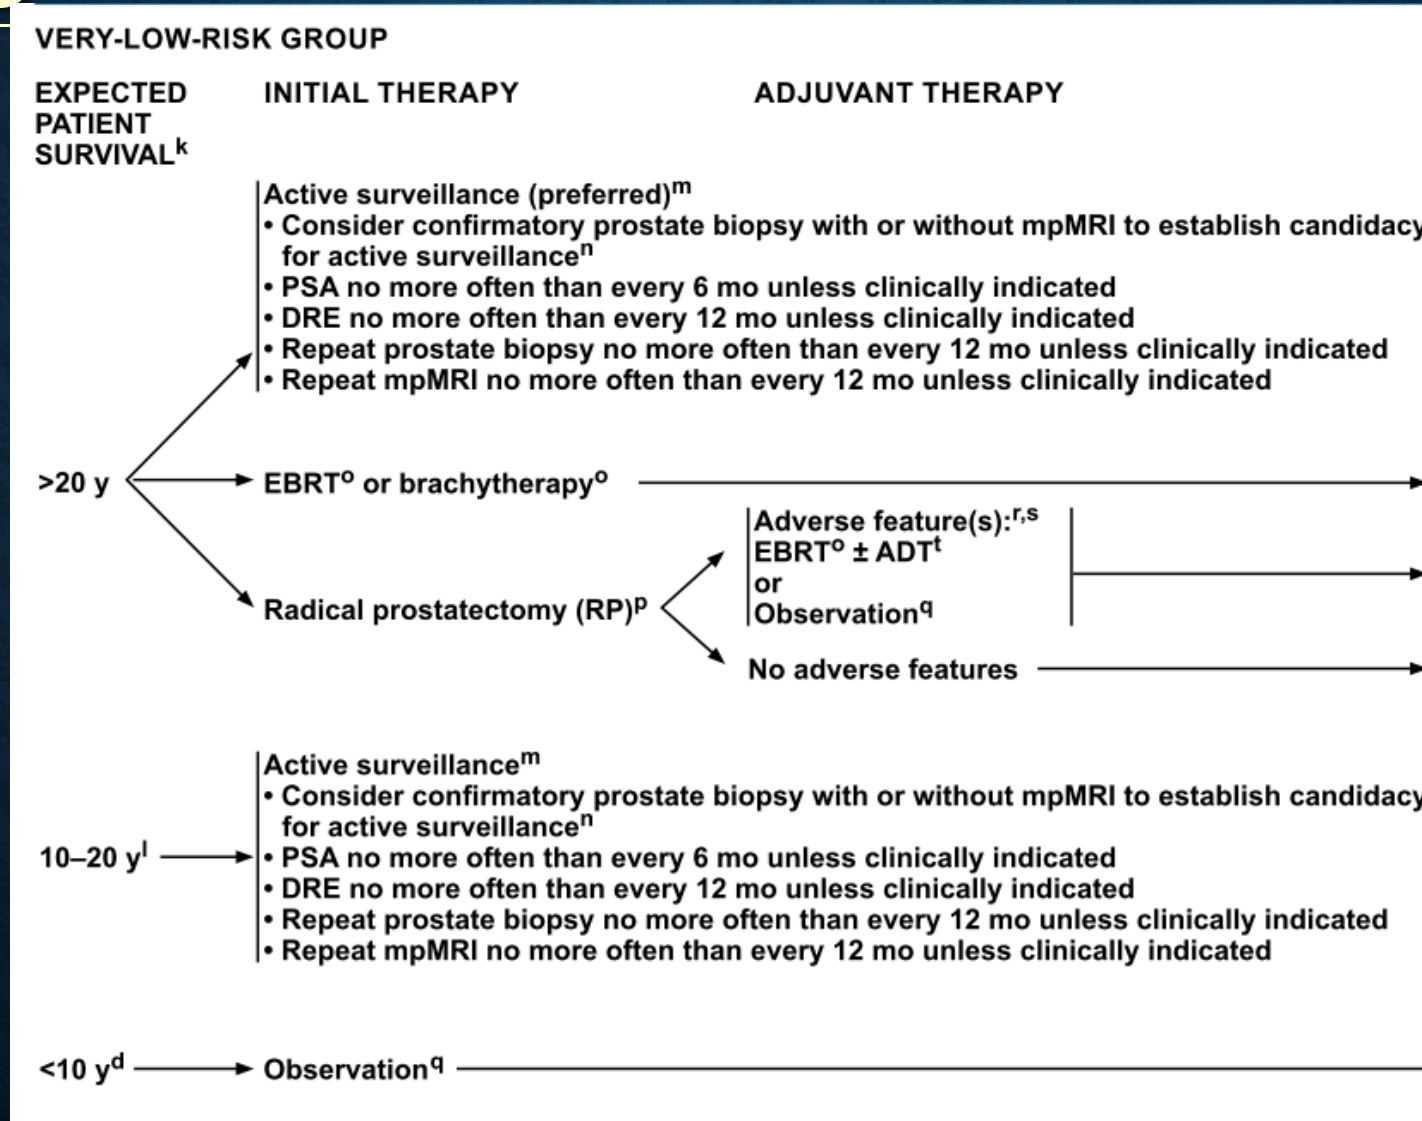 VERY-LOW-RISK GROUP
EXPECTED PATIENT SURVIVALᵏ
INITIAL THERAPY
ADJUVANT THERAPY
Active surveillance (preferred)ᵐ
• Consider confirmatory prostate biopsy with or without mpMRI to establish candidacy
for active surveillanceⁿ
• PSA no more often than every 6 mo unless clinically indicated
• DRE no more often than every 12 mo unless clinically indicated
• Repeat prostate biopsy no more often than every 12 mo unless clinically indicated
• Repeat mpMRI no more often than every 12 mo unless clinically indicated
>20 y
EBRTᵒ or brachytherapyᵒ
Radical prostatectomy (RP)ᵖ
Adverse feature(s):ʳ,ˢ
EBRTᵒ ± ADTᵗ
or
Observation^q
No adverse features
10–20 yˡ
Active surveillanceᵐ
• Consider confirmatory prostate biopsy with or without mpMRI to establish candidacy
for active surveillanceⁿ
• PSA no more often than every 6 mo unless clinically indicated
• DRE no more often than every 12 mo unless clinically indicated
• Repeat prostate biopsy no more often than every 12 mo unless clinically indicated
• Repeat mpMRI no more often than every 12 mo unless clinically indicated
<10 yᵈ
Observation^q